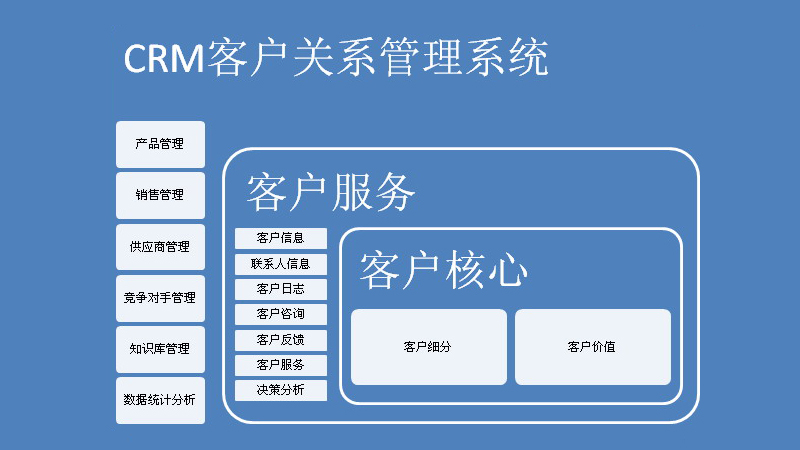 CRM客户关系管理系统
产品管理
销售管理
供应商管理
竞争对手管理
知识库管理
数据统计分析
客户服务
客户信息
联系人信息
客户日志
客户咨询
客户反馈
客户服务
决策分析
客户核心
客户细分
客户价值